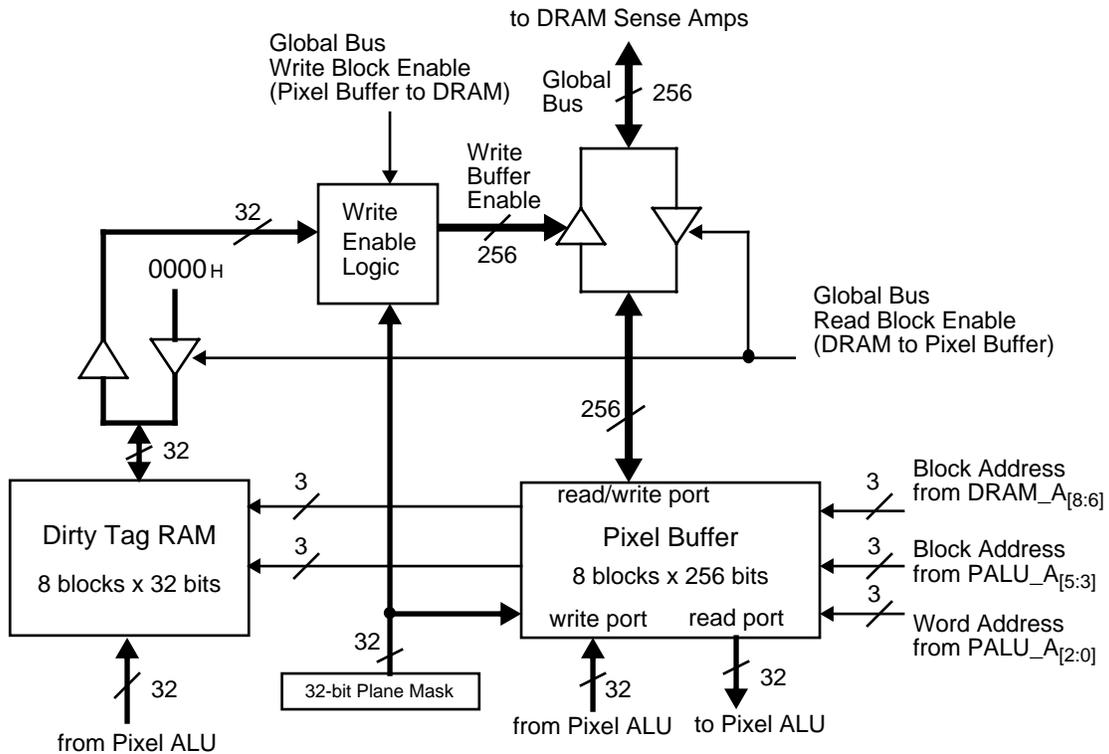 to DRAM Sense Amps
Global Bus
Write Block Enable
(Pixel Buffer to DRAM)
Global
Bus
256
Write
Buffer
Enable
256
32
Write
Enable
Logic
0000H
Global Bus
Read Block Enable
(DRAM to Pixel Buffer)
256
32
3
3
Dirty Tag RAM
8 blocks x 32 bits
read/write port
Pixel Buffer
8 blocks x 256 bits
write port
read port
3
Block Address
from DRAM_A[8:6]
3
Block Address
from PALU_A[5:3]
3
Word Address
from PALU_A[2:0]
32
32-bit Plane Mask
32
from Pixel ALU
32
from Pixel ALU
32
to Pixel ALU